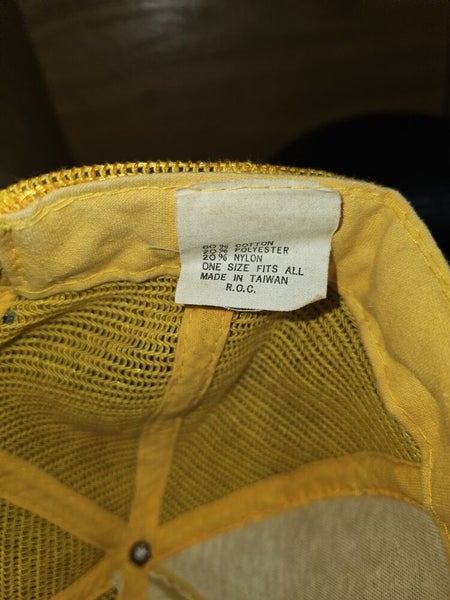 60% COTTON
20% POLYESTER
20% NYLON
ONE SIZE FITS ALL
MADE IN TAIWAN
R.O.C.